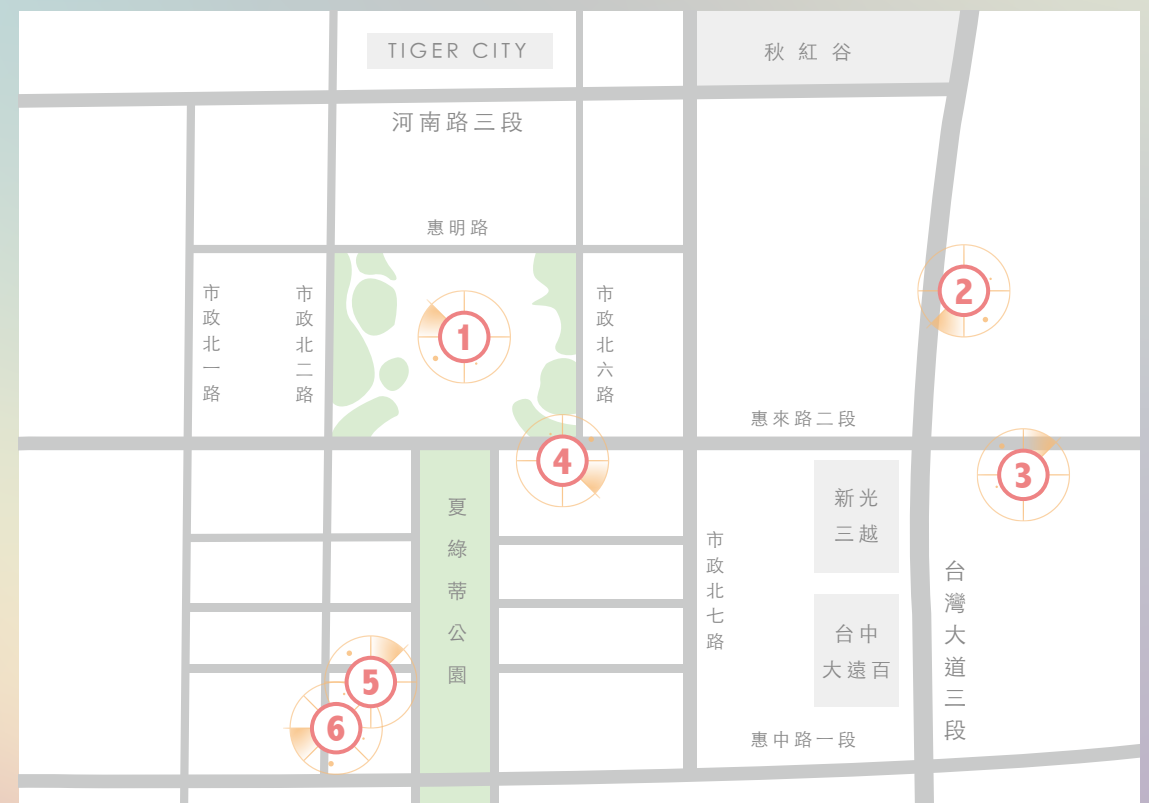 TIGER CITY
秋紅谷
河南路三段
惠明路
市政北一路
市政北二路
1
市政北六路
2
惠來路二段
4
3
夏綠蒂公園
新光
三越
市政北七路
台灣大道三段
台中
大遠百
5
6
惠中路一段